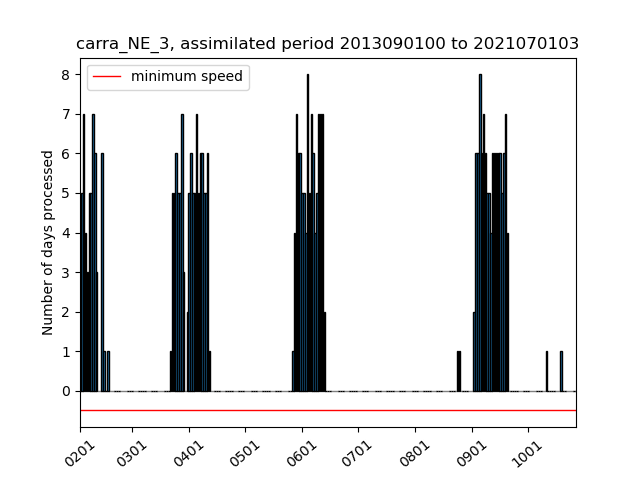 carra_NE_3, assimilated period 2013090100 to 2021070103
minimum speed
Number of days processed
8
7
6
5
4
3
2
1
0
0201 0301 0401 0501 0601 0701 0801 0901 1001